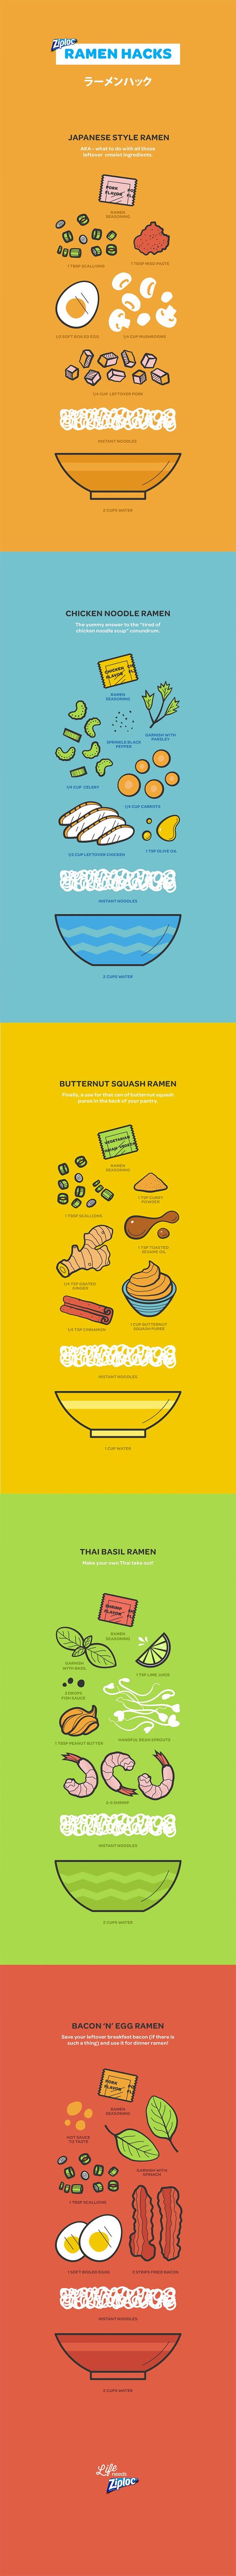 Ziploc
RAMEN HACKS
ラーメンハック
JAPANESE STYLE RAMEN
AKA – what to do with all those
leftover omelet ingredients.
PORK
FLAVOR
RAMEN
SEASONING
1 TBSP SCALLIONS
1 TBSP MISO PASTE
1/2 SOFT BOILED EGG
1/4 CUP MUSHROOMS
1/4 CUP LEFTOVER PORK
INSTANT NOODLES
2 CUPS WATER
CHICKEN NOODLE RAMEN
The yummy answer to the "tired of
chicken noodle soup" conundrum.
CHICKEN
FLAVOR
RAMEN
SEASONING
SPRINKLE BLACK
PEPPER
GARNISH WITH
PARSLEY
1/4 CUP CELERY
1/4 CUP CARROTS
1/2 CUP LEFTOVER CHICKEN
1 TSP OLIVE OIL
INSTANT NOODLES
2 CUPS WATER
BUTTERNUT SQUASH RAMEN
Finally, a use for that can of butternut squash
puree in the back of your pantry.
VEGETARIAN
RAMEN
SEASONING
1 TBSP SCALLIONS
1 TSP CURRY
POWDER
1 TSP TOASTED
SESAME OIL
1/4 TSP GRATED
GINGER
1/4 TSP CINNAMON
1 CUP BUTTERNUT
SQUASH PUREE
INSTANT NOODLES
1 CUP WATER
THAI BASIL RAMEN
Make your own Thai take out!
SHRIMP
FLAVOR
RAMEN
SEASONING
GARNISH
WITH BASIL
1 TSP LIME JUICE
2 DROPS
FISH SAUCE
1 TBSP PEANUT BUTTER
HANDFUL BEAN SPROUTS
2-3 SHRIMP
INSTANT NOODLES
2 CUPS WATER
BACON 'N' EGG RAMEN
Save your leftover breakfast bacon (if there is
such a thing) and use it for dinner ramen!
PORK
FLAVOR
RAMEN
SEASONING
HOT SAUCE
TO TASTE
GARNISH WITH
SPINACH
1 TBSP SCALLIONS
1 SOFT BOILED EGGS
2 STRIPS FRIED BACON
INSTANT NOODLES
2 CUPS WATER
Life
needs
Ziploc